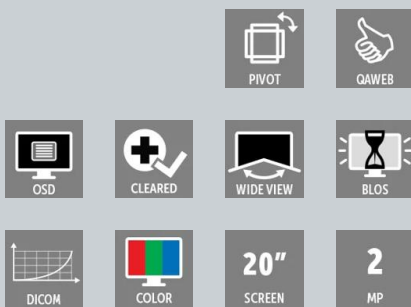 PIVOT
QAWEB
OSD
CLEARED
WIDE VIEW
BLOS
DICOM
COLOR
20"
SCREEN
2
MP